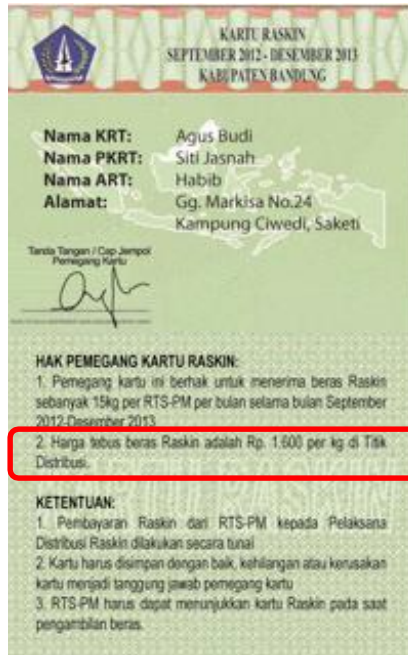 KARTU RASKIN
SEPTEMBER 2012 - DESEMBER 2013
KABUPATEN BANDUNG
Nama KRT: Agus Budi
Nama PKRT: Siti Jasnah
Nama ART: Habib
Alamat: Gg. Markisa No.24
Kampung Ciwedi, Saketi
Tanda Tangan / Cap Jempol
Pemegang Kartu
HAK PEMEGANG KARTU RASKIN:
1. Pemegang kartu ini berhak untuk menerima beras Raskin
sebanyak 15kg per RTS-PM per bulan selama bulan September
2012-Desember 2013
2. Harga tebus beras Raskin adalah Rp. 1.600 per kg di Titik
Distribusi.
KETENTUAN:
1. Pembayaran Raskin dari RTS-PM kepada Pelaksana
Distribusi Raskin dilakukan secara tunai
2. Kartu harus disimpan dengan baik, kehilangan atau kerusakan
kartu menjadi tanggung jawab pemegang kartu
3. RTS-PM harus dapat menunjukkan kartu Raskin pada saat
pengambilan beras.